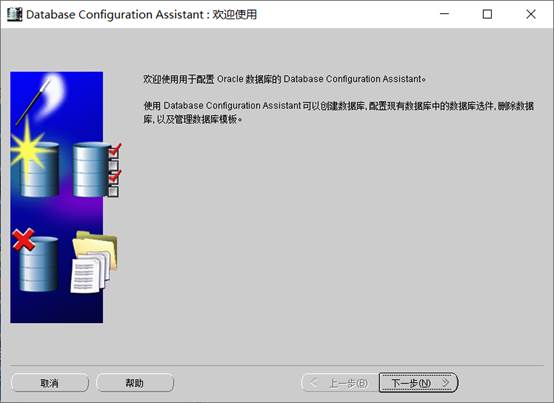 Database Configuration Assistant : 欢迎使用
欢迎使用用于配置 Oracle 数据库的 Database Configuration Assistant。
使用 Database Configuration Assistant 可以创建数据库, 配置现有数据库中的数据库选件, 删除数据
库, 以及管理数据库模板。
取消 帮助 上一步(B) 下一步(N)